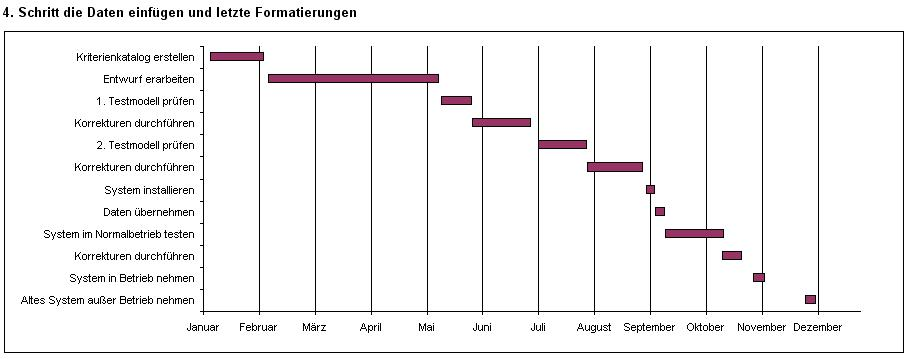 4. Schritt die Daten einfügen und letzte Formatierungen
Kriterienkatalog erstellen
Entwurf erarbeiten
1. Testmodell prüfen
Korrekturen durchführen
2. Testmodell prüfen
Korrekturen durchführen
System installieren
Daten übernehmen
System im Normalbetrieb testen
Korrekturen durchführen
System in Betrieb nehmen
Altes System außer Betrieb nehmen
Januar Februar März April Mai Juni Juli August September Oktober November Dezember